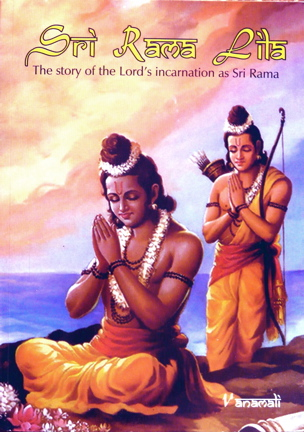 Sri Rama Lila
The story of the Lord's incarnation as Sri Rama
Vanamali